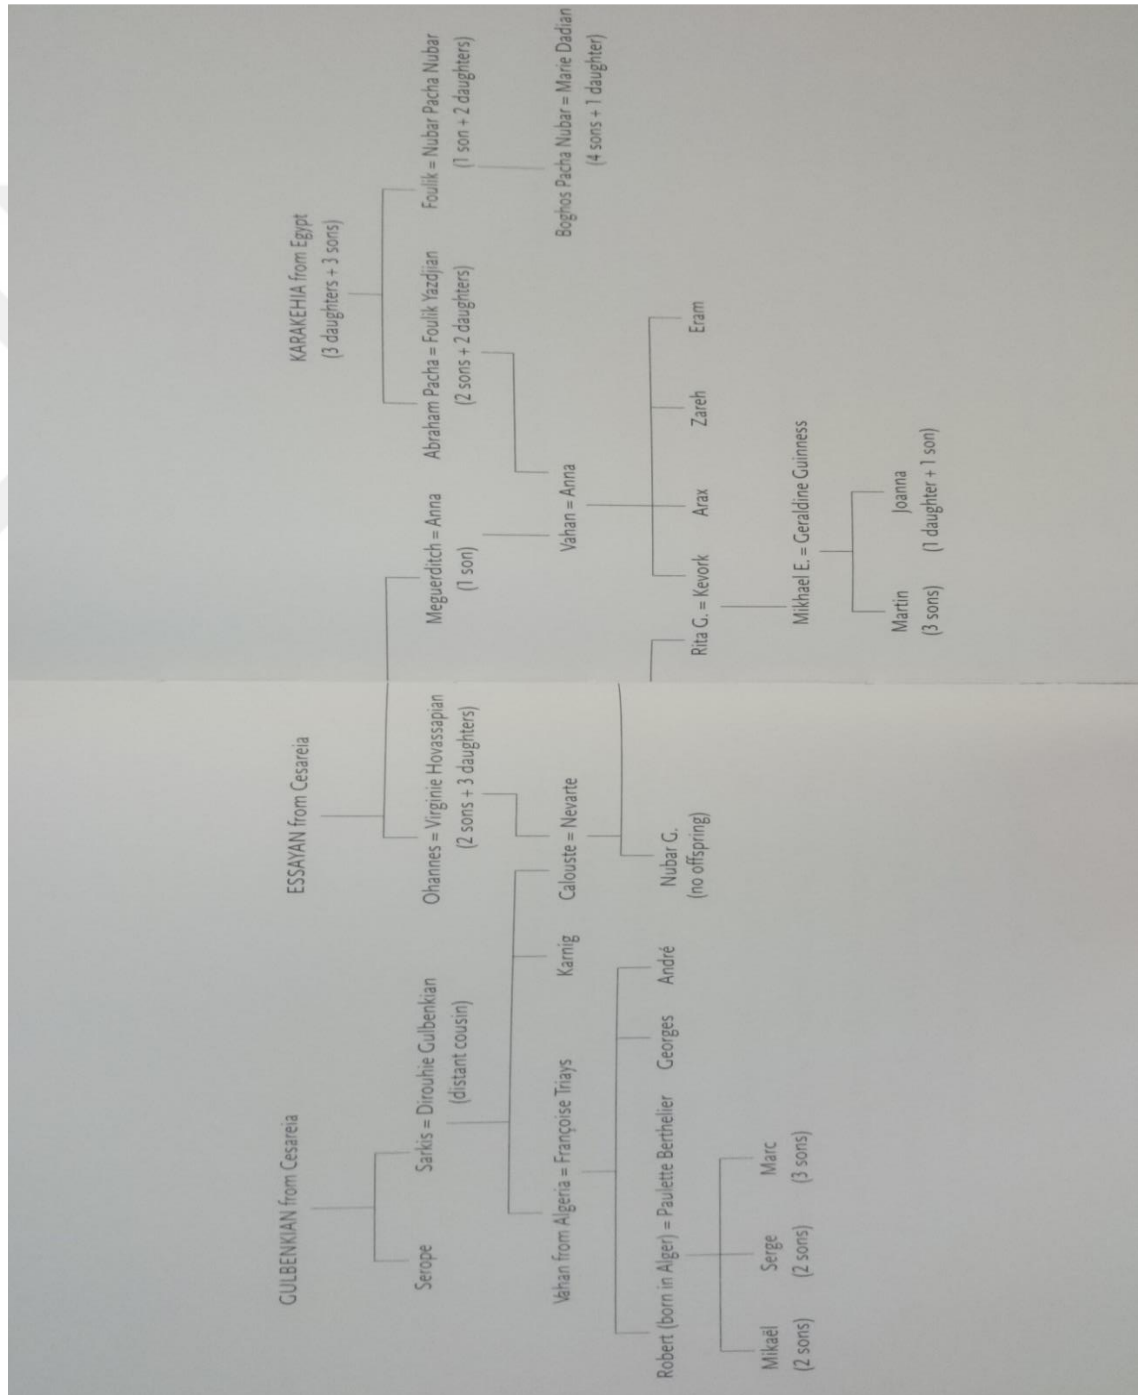 GULBENKIAN from Cesareia
ESSAYAN from Cesareia
KARAKEHIA from Egypt
(3 daughters + 3 sons)
Serope
Sarkis = Dirouhie Gulbenkian
(distant cousin)
Ohannes = Virginie Hovassapian
(2 sons + 3 daughters)
Meguerditch = Anna
(1 son)
Abraham Pacha = Foulik Yazdjian
(2 sons + 2 daughters)
Foulik = Nubar Pacha Nubar
(1 son + 2 daughters)
Vahan from Algeria = Françoise Triays
Karnig
Calouste = Nevarte
Vahan = Anna
Boghos Pacha Nubar = Marie Dadian
(4 sons + 1 daughter)
Robert (born in Alger) = Paulette Berthelier
Georges
André
Nubar G.
(no offspring)
Rita G. = Kevork
Arax
Zareh
Eram
Mikaël
(2 sons)
Serge
(2 sons)
Marc
(3 sons)
Mikhael E. = Geraldine Guinness
Martin
(3 sons)
Joanna
(1 daughter + 1 son)